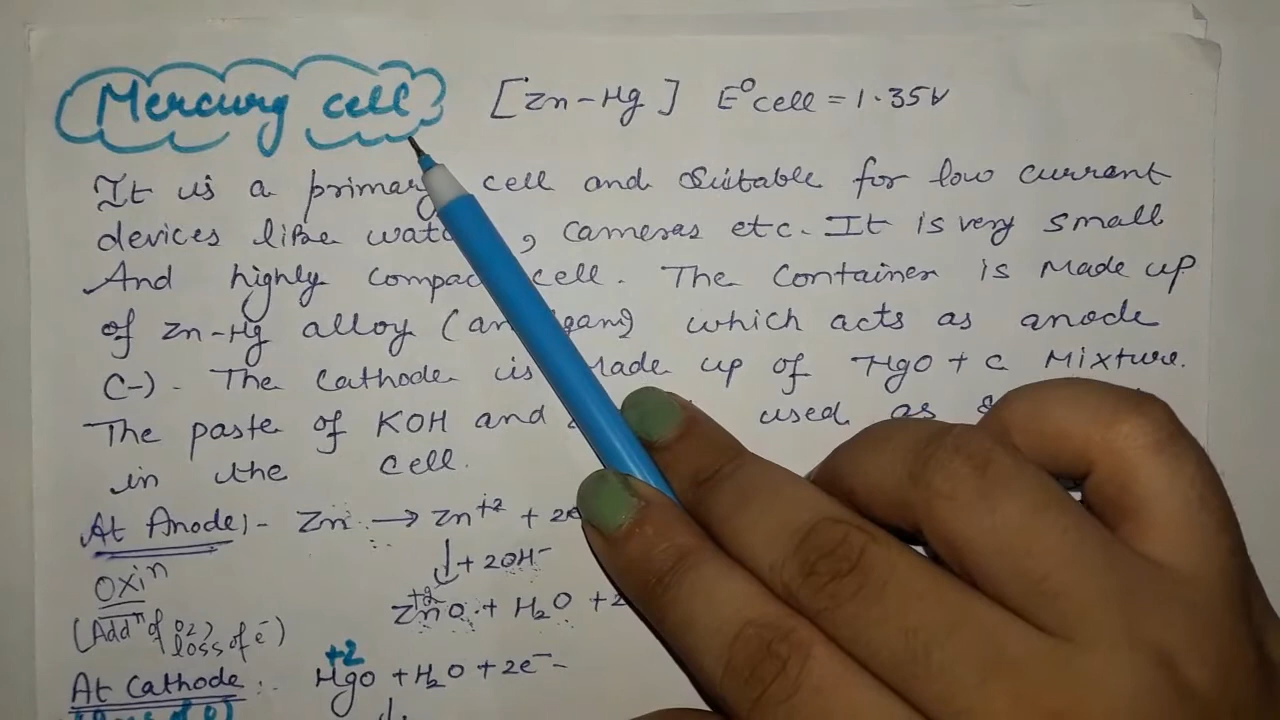 Mercury cell [Zn-Hg] E°cell = 1.35V
It is a primary cell and suitable for low current
devices like , cameras etc. It is very small
And highly cell. The container is Made up
of Zn-Hg alloy ( which acts as anode
(-). The cathode is Made up of HgO + C Mixture.
The paste of KOH and used as
in the cell.
At Anode:- Zn → Zn+2 + 2e
↓ + 2OH-
Oxin
+2
ZnO + H2O + 2
(Addn of O2, loss of e-)
+2
At Cathode:- HgO + H2O + 2e-
↓